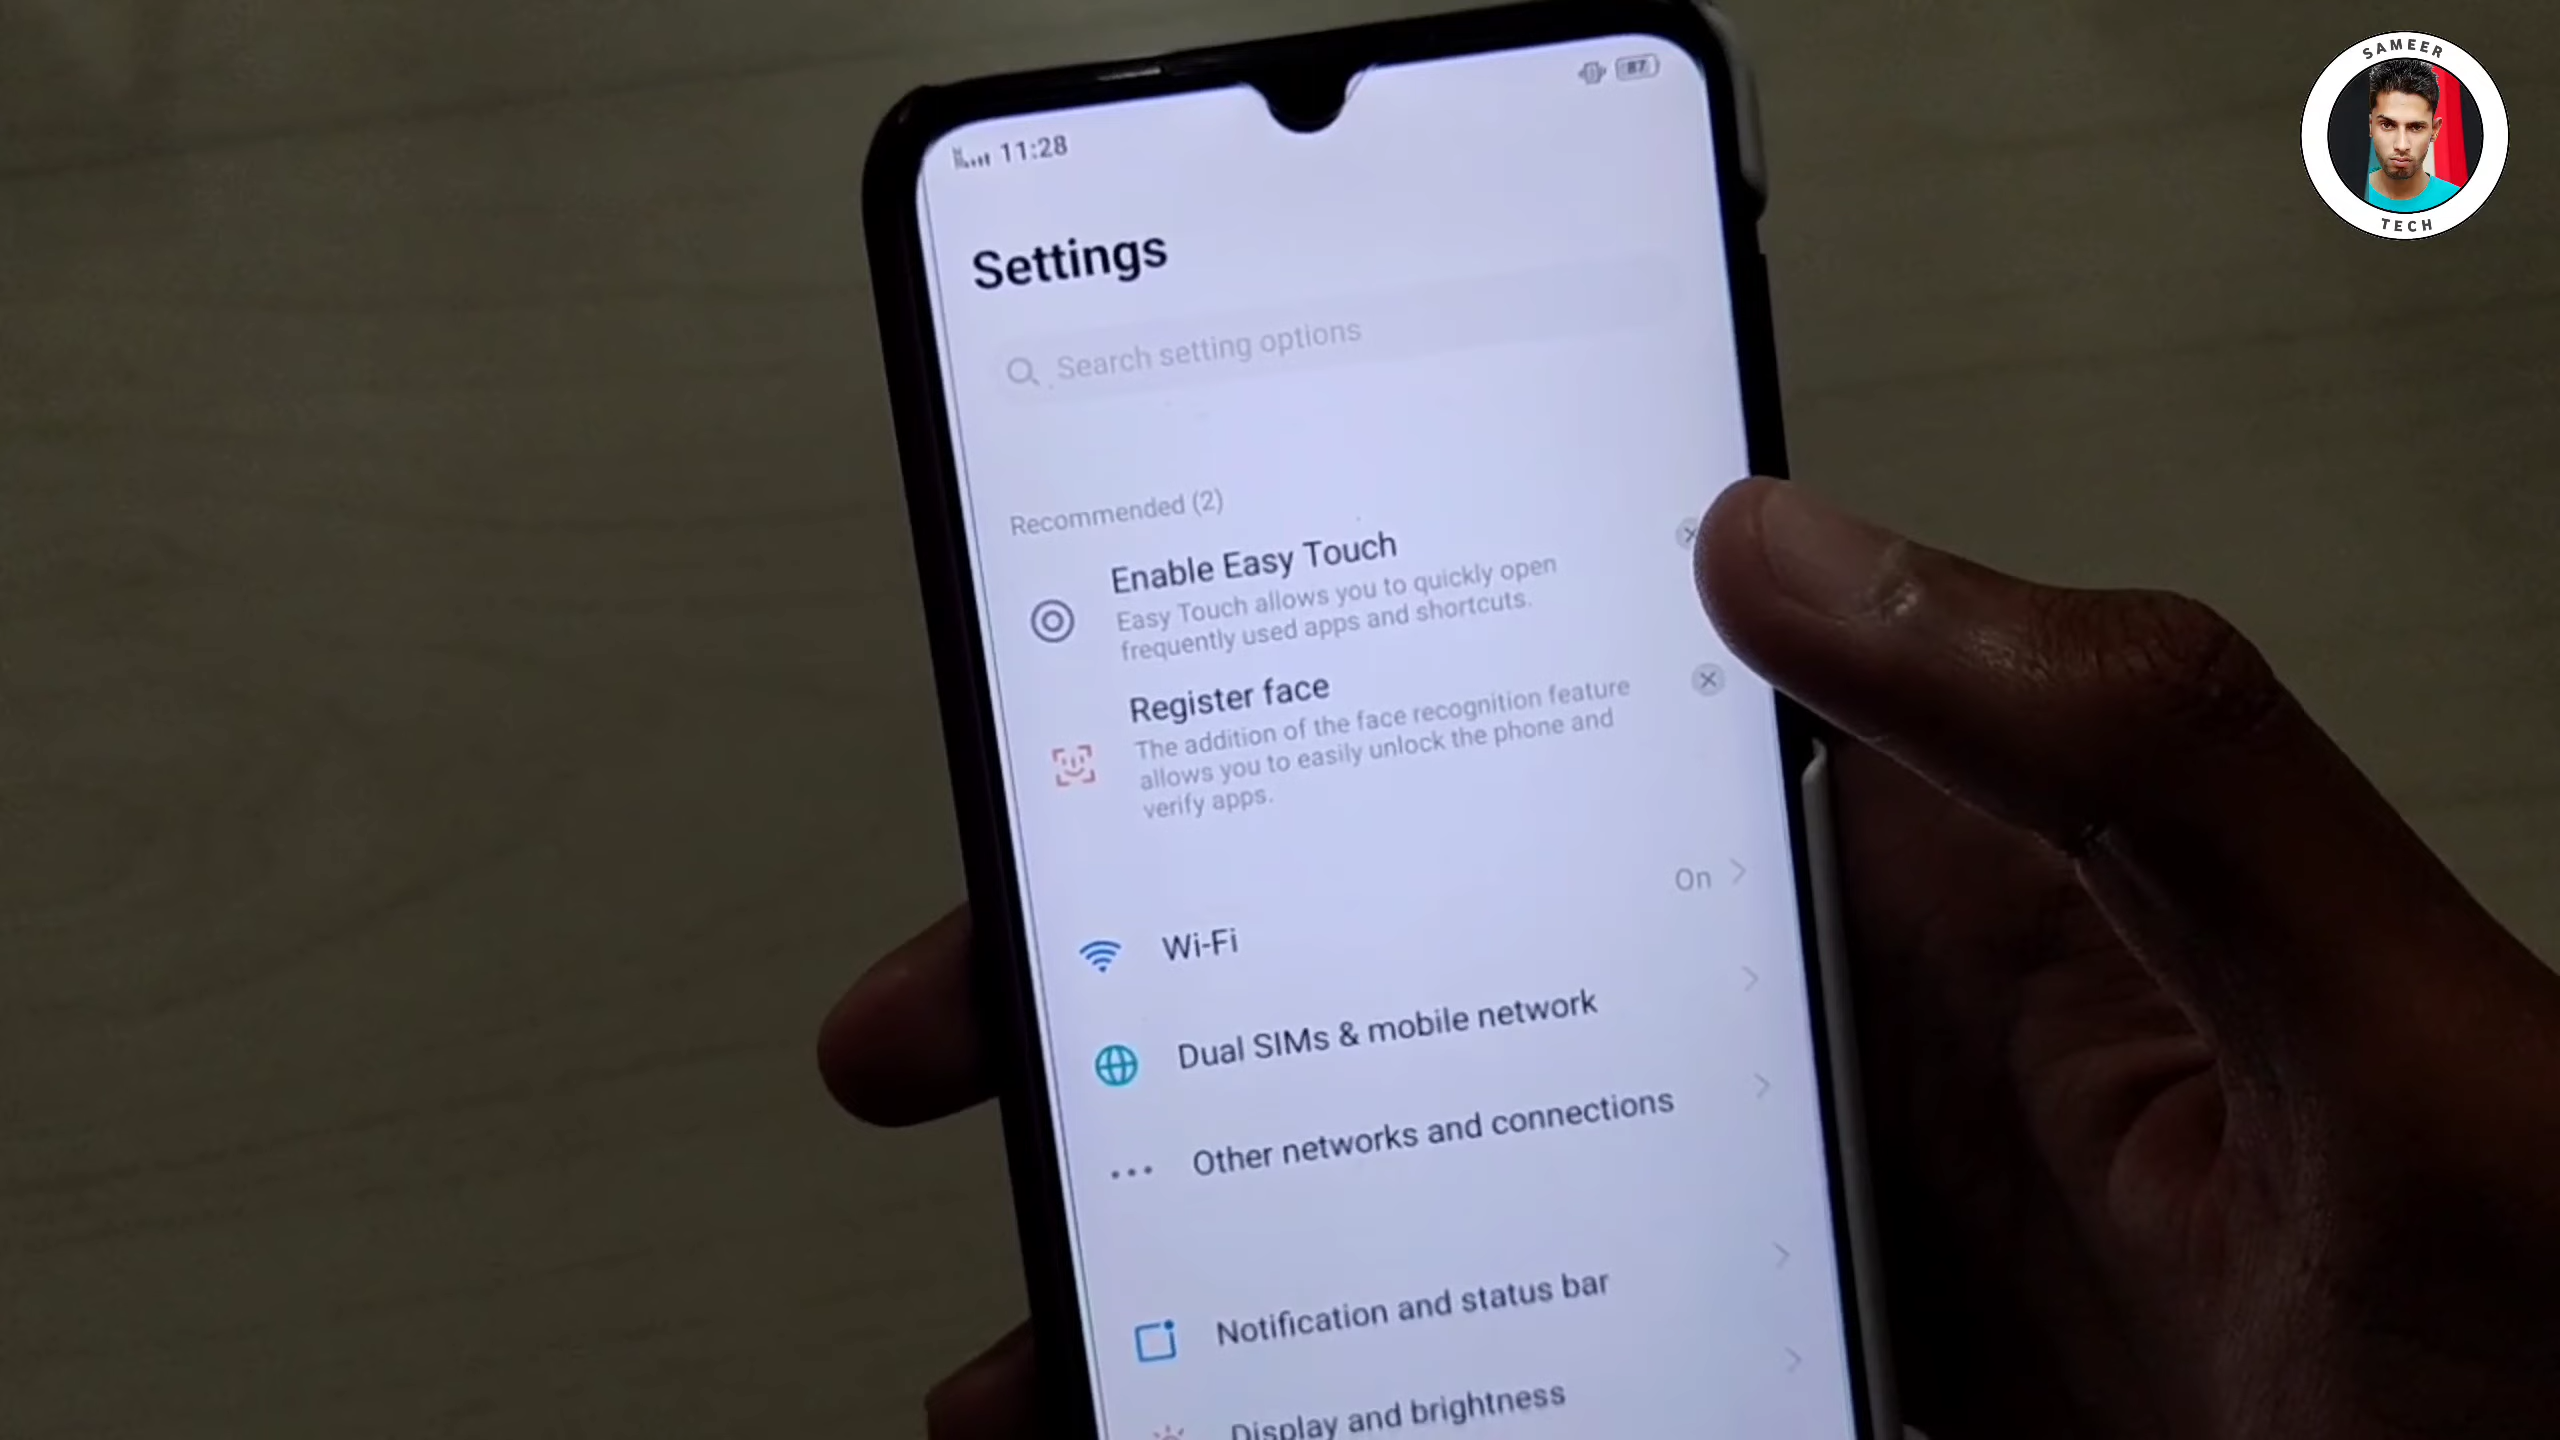 SAMEER
TECH
11:28
87
Settings
Search setting options
Recommended (2)
Enable Easy Touch
Easy Touch allows you to quickly open
frequently used apps and shortcuts.
Register face
The addition of the face recognition feature
allows you to easily unlock the phone and
verify apps.
Wi-Fi
On
Dual SIMs & mobile network
Other networks and connections
Notification and status bar
Display and brightness